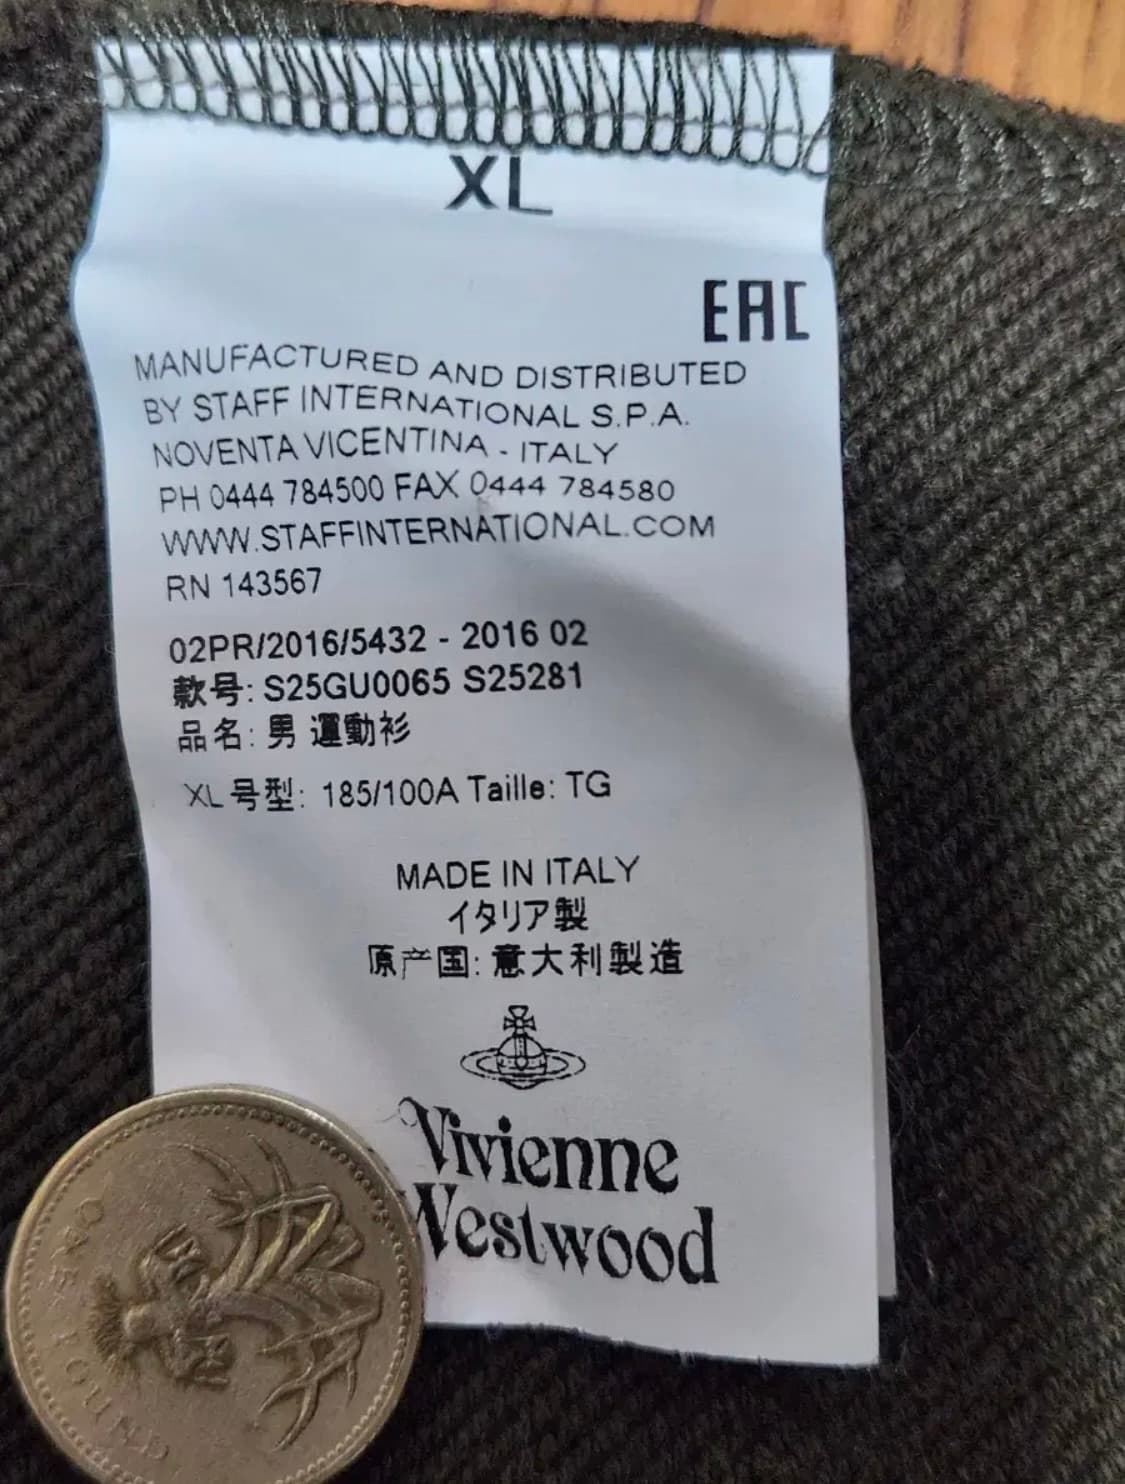 XL
EAC
MANUFACTURED AND DISTRIBUTED
BY STAFF INTERNATIONAL S.P.A.
NOVENTA VICENTINA - ITALY
PH 0444 784500 FAX 0444 784580
WWW.STAFFINTERNATIONAL.COM
RN 143567
02PR/2016/5432 - 2016 02
款号: S25GU0065 S25281
品名: 男 運動衫
XL 号型: 185/100A Taille: TG
MADE IN ITALY
イタリア製
原产国: 意大利製造
Vivienne
Westwood
ONE POUND